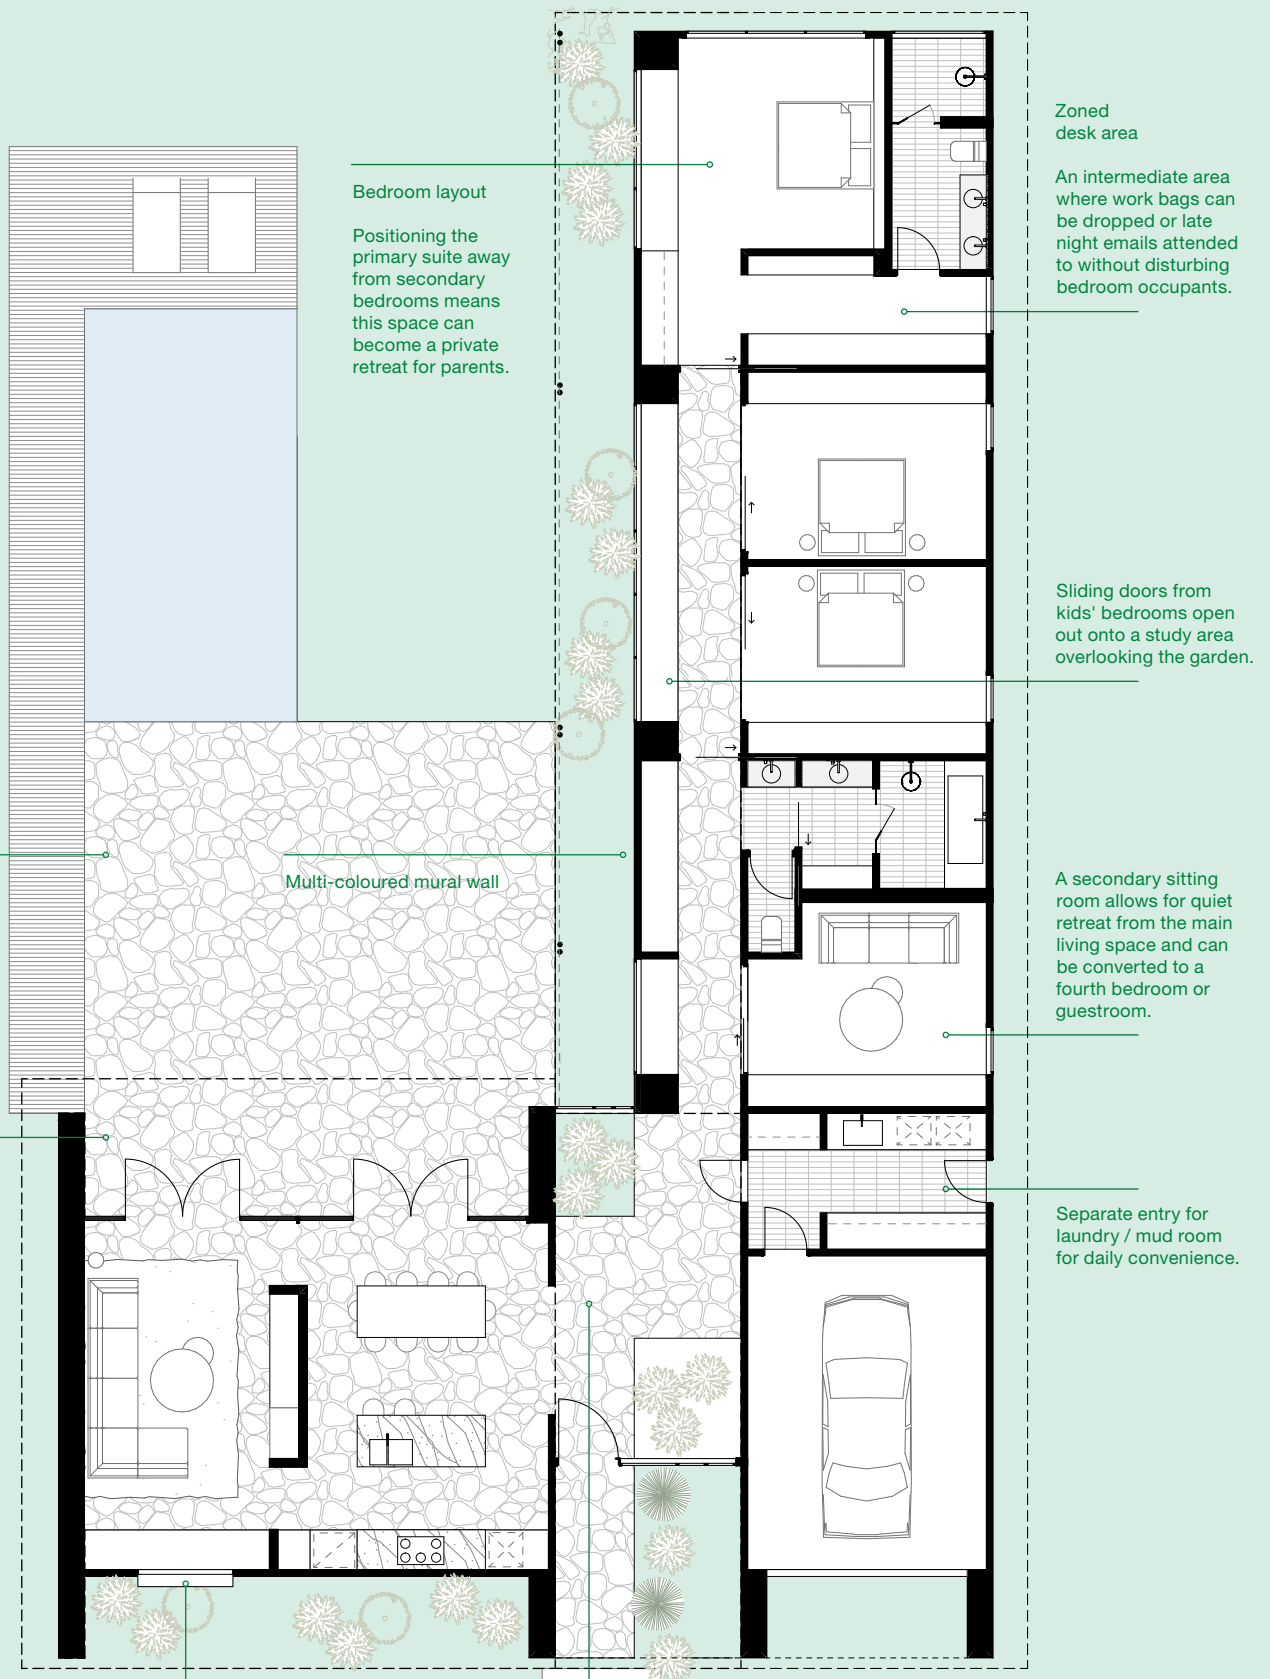 Bedroom layout
Positioning the
primary suite away
from secondary
bedrooms means
this space can
become a private
retreat for parents.
Zoned
desk area
An intermediate area
where work bags can
be dropped or late
night emails attended
to without disturbing
bedroom occupants.
Sliding doors from
kids' bedrooms open
out onto a study area
overlooking the garden.
Multi-coloured mural wall
A secondary sitting
room allows for quiet
retreat from the main
living space and can
be converted to a
fourth bedroom or
guestroom.
Separate entry for
laundry / mud room
for daily convenience.